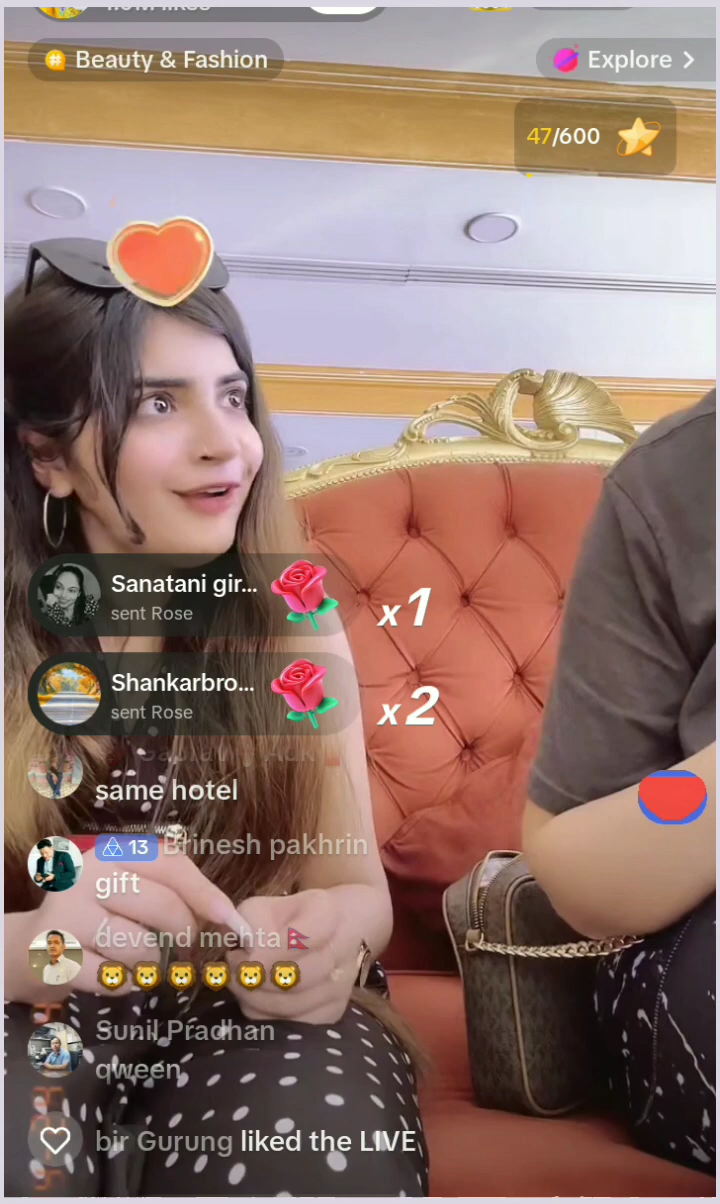 Beauty & Fashion
Explore >
47/600
Sanatani gir...
sent Rose
x1
Shankarbro...
sent Rose
x2
same hotel
13 Brinesh pakhrin
gift
devend mehta
Sunil Pradhan
qween
bir Gurung liked the LIVE